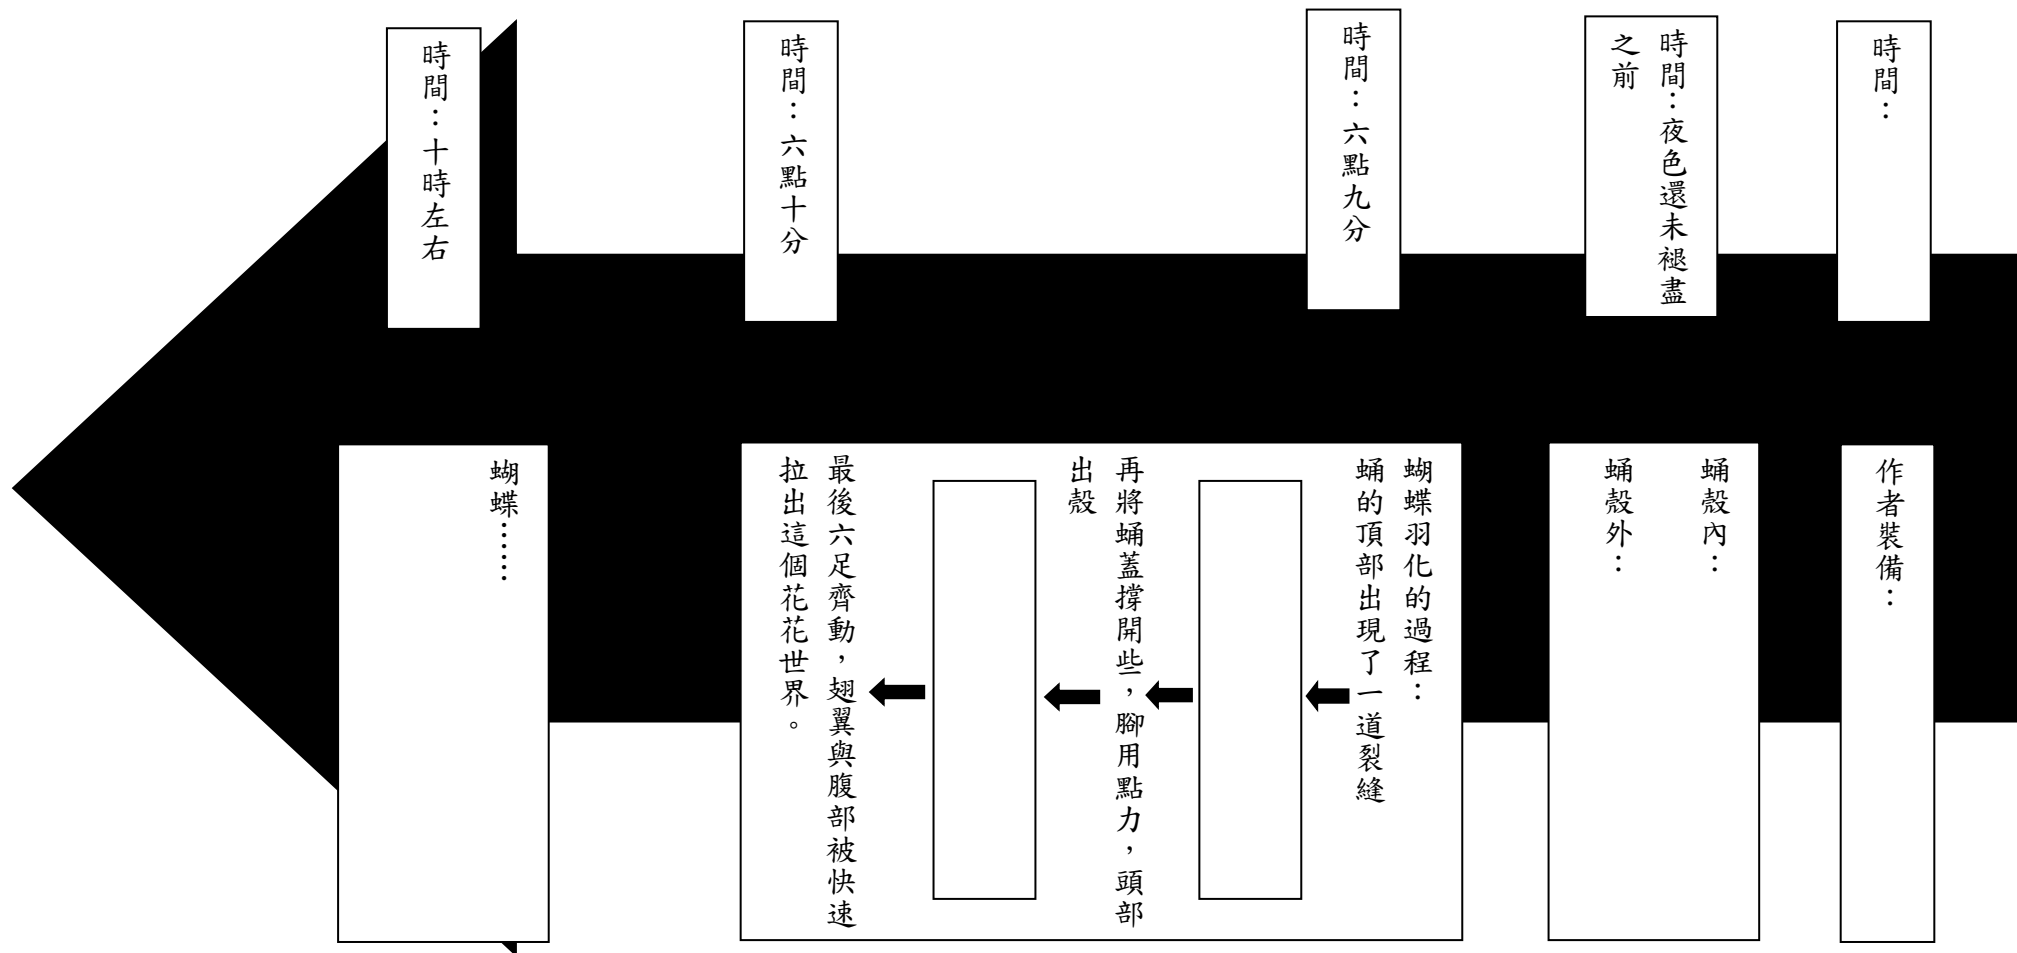 時間：
時間：夜色還未褪盡
之前
時間：六點九分
時間：六點十分
時間：十時左右
作者裝備：
蛹殼內：
蛹殼外：
蝴蝶羽化的過程：
蛹的頂部出現了一道裂縫
再將蛹蓋撐開些，腳用點力，頭部
出殼
最後六足齊動，翅翼與腹部被快速
拉出這個花花世界。
蝴蝶……